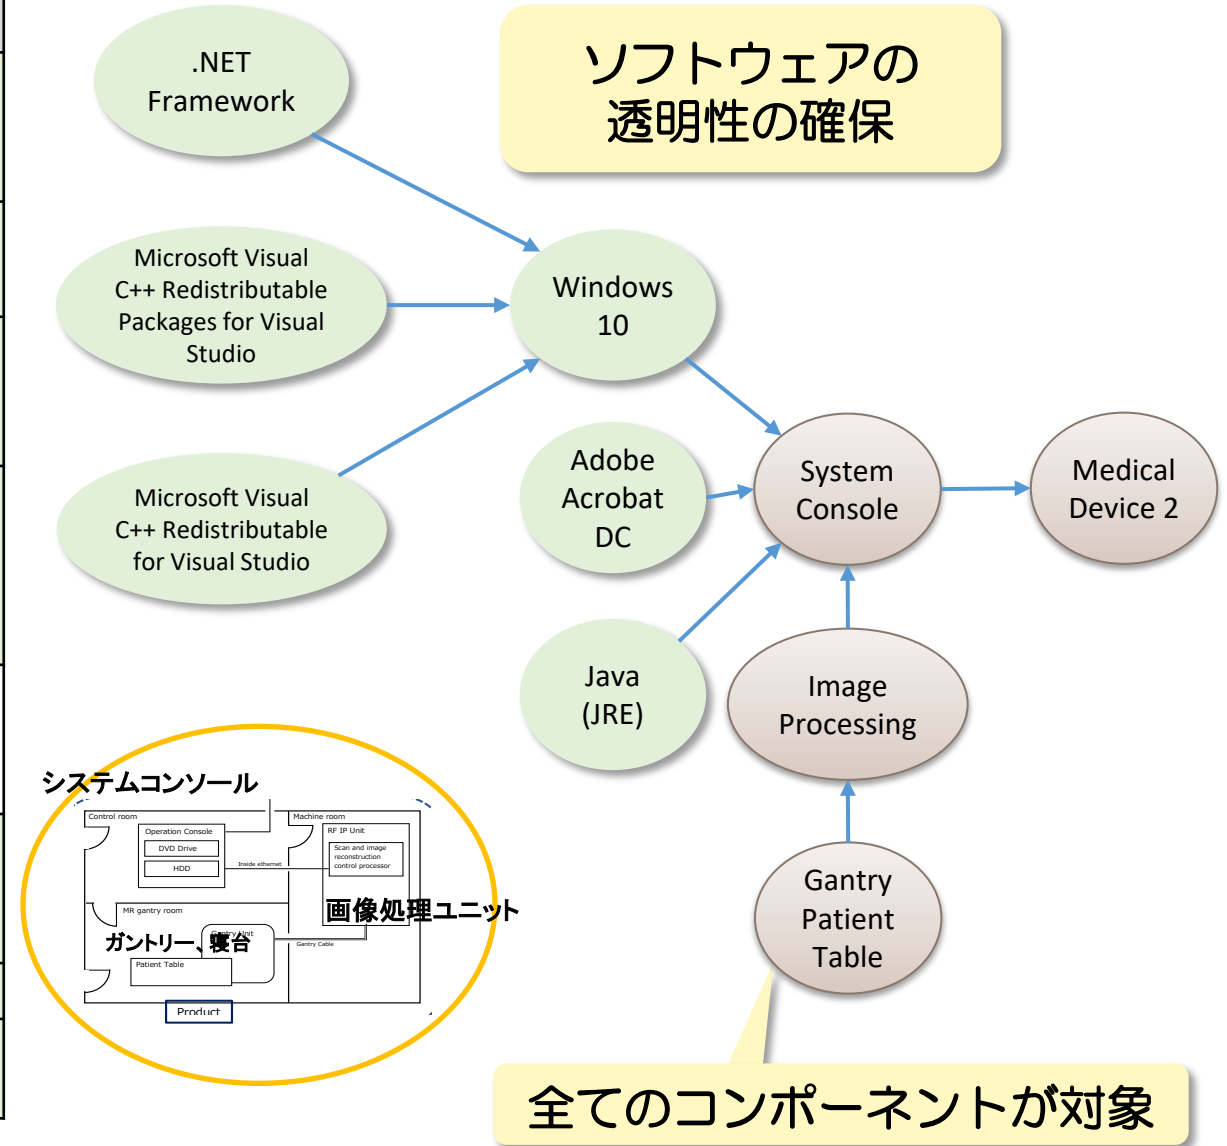 ソフトウェアの
透明性の確保
.NET
Framework
Microsoft Visual
C++ Redistributable
Packages for Visual
Studio
Windows
10
Microsoft Visual
C++ Redistributable
for Visual Studio
Adobe
Acrobat
DC
System
Console
Medical
Device 2
Java
(JRE)
Image
Processing
Gantry
Patient
Table
システムコンソール
Control room
Machine room
Operation Console
DVD Drive
HDD
RF IP Unit
Scan and image
reconstruction
control processor
Inside ethernet
画像処理ユニット
MR gantry room
Gantry Unit
ガントリー、寝台
Gantry Cable
Patient Table
Product
全てのコンポーネントが対象